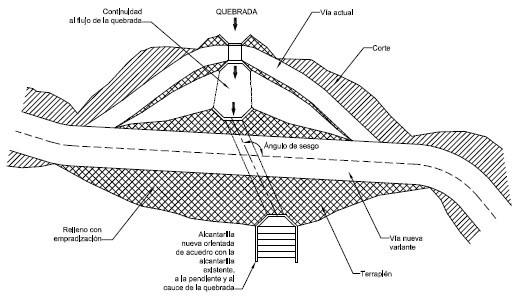 QUEBRADA
Continuidad
al flujo de la quebrada
Vía actual
Corte
Ángulo de sesgo
Relleno con
empradización
Alcantarilla
nueva orientada
de acuedro con la
alcantarilla
existente,
a la pendiente y al
cauce de la quebrada
Vía nueva
variante
Terraplén